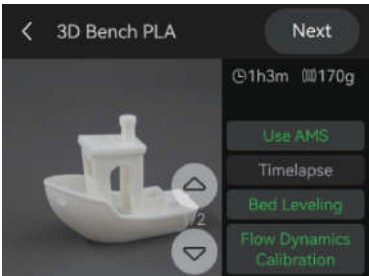 3D Bench PLA
Next
1h3m 170g
Use AMS
Timelapse
1/2
Bed Leveling
Flow Dynamics
Calibration